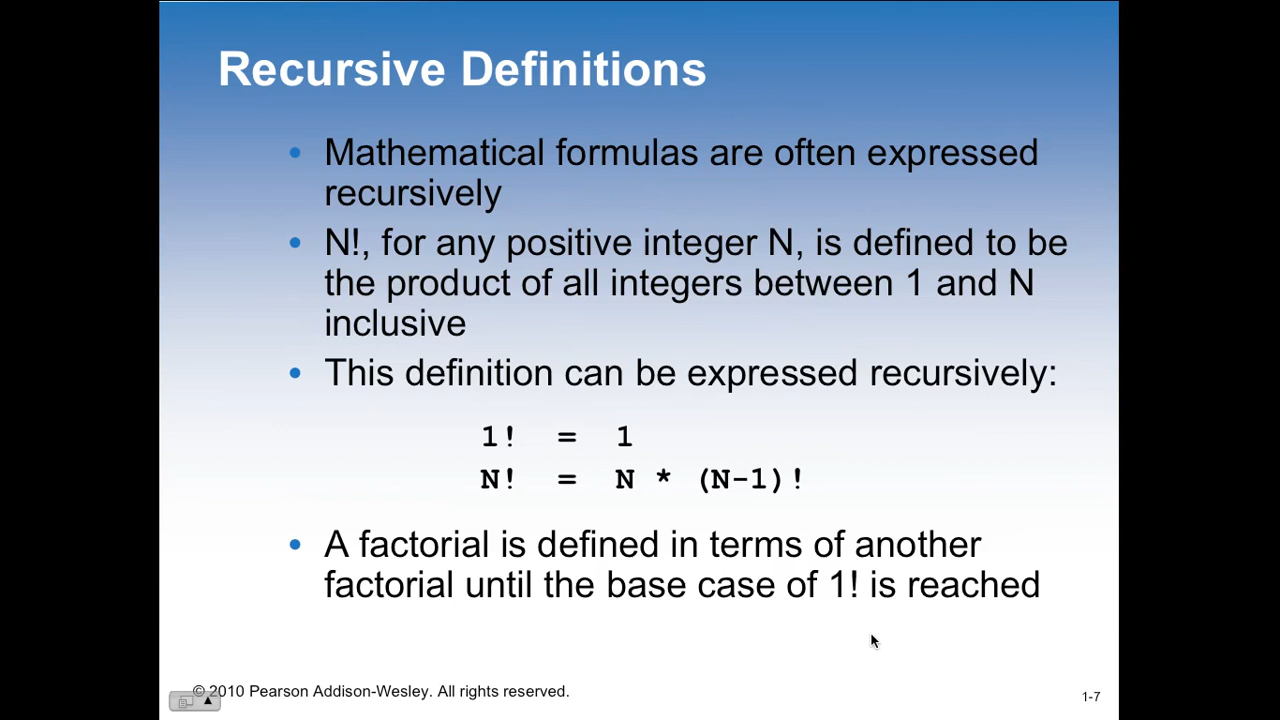 Recursive Definitions
• Mathematical formulas are often expressed
recursively
• N!, for any positive integer N, is defined to be
the product of all integers between 1 and N
inclusive
• This definition can be expressed recursively:
1! = 1
N! = N * (N-1)!
• A factorial is defined in terms of another
factorial until the base case of 1! is reached
© 2010 Pearson Addison-Wesley. All rights reserved.
1-7